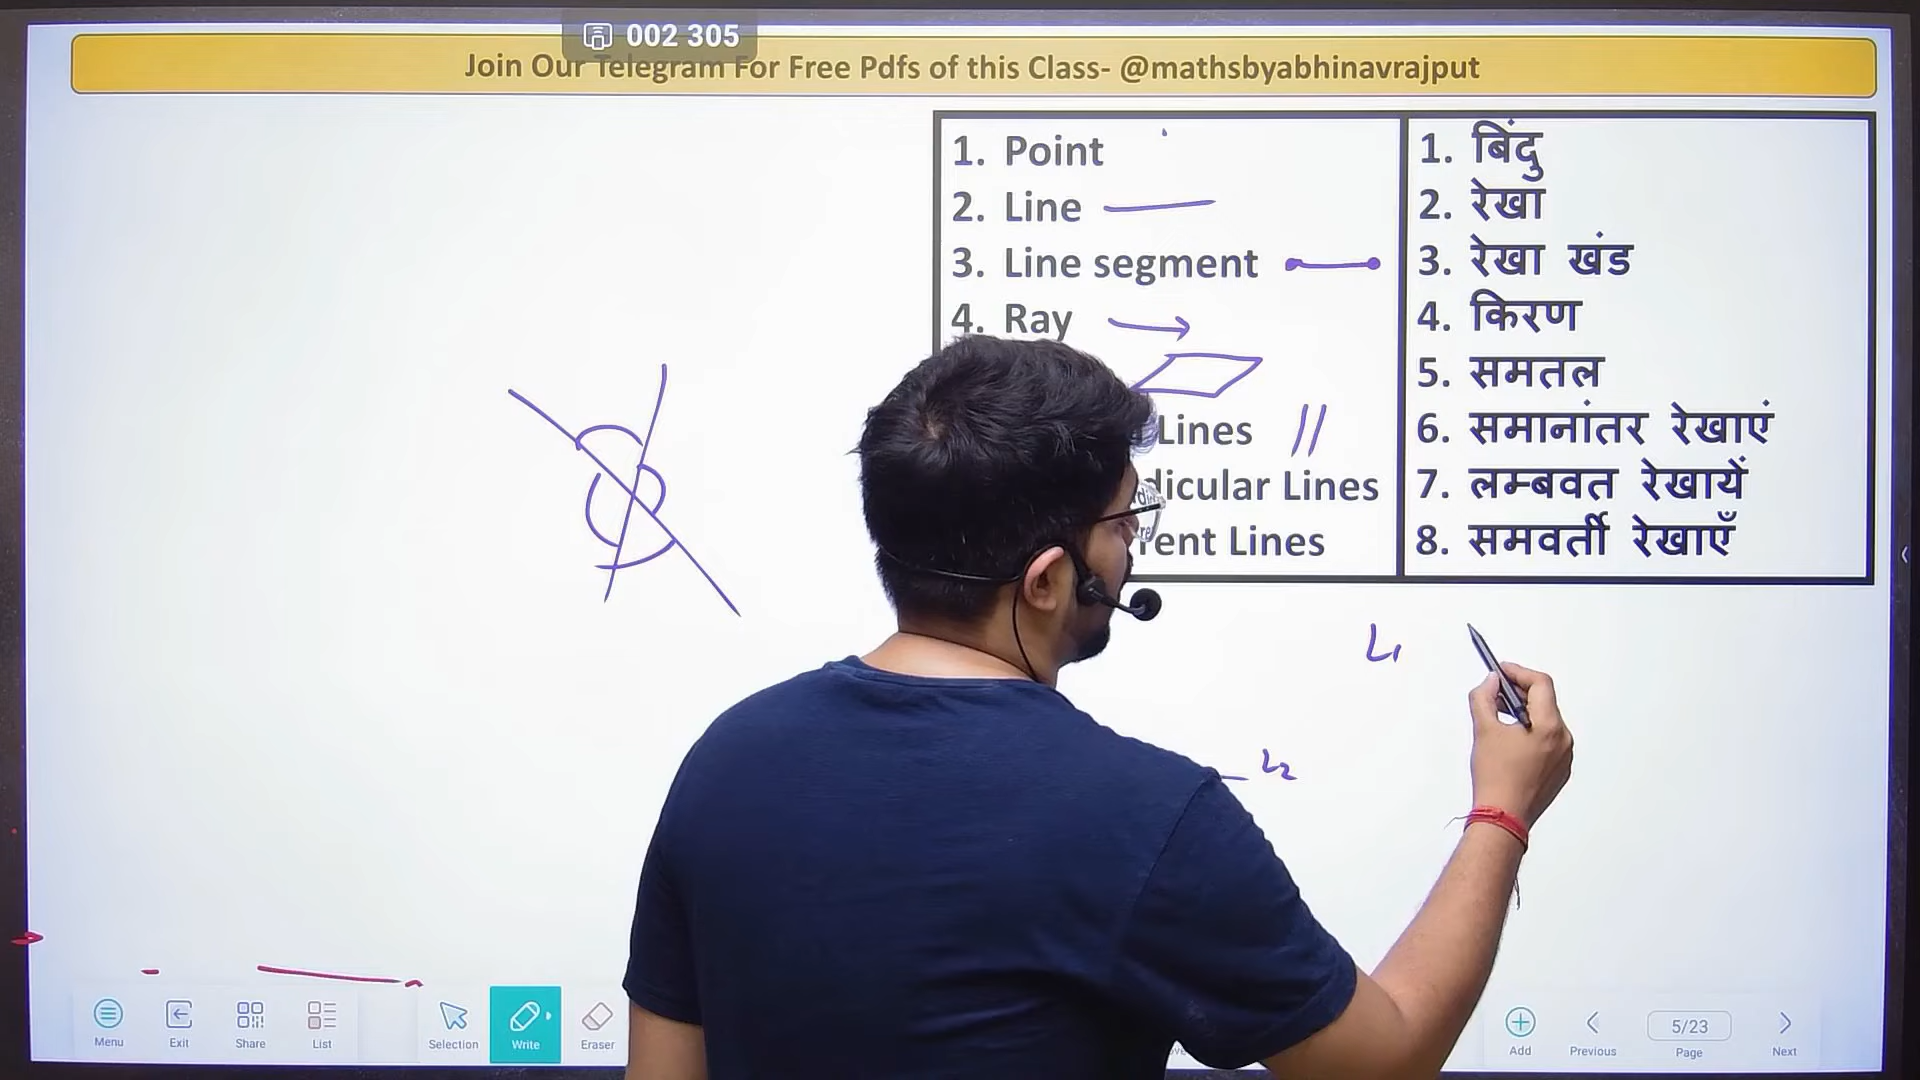 002 305
Join Our Telegram For Free Pdfs of this Class- @mathsbyabhinavrajput
1. Point
2. Line
3. Line segment
4. Ray
Lines
dicular Lines
rent Lines
1. बिंदु
2. रेखा
3. रेखा खंड
4. किरण
5. समतल
6. समानांतर रेखाएं
7. लम्बवत रेखायें
8. समवर्ती रेखाएँ
L₁
L₂
Menu
Exit
Share
List
Selection
Write
Eraser
Add
Previous
5/23
Page
Next